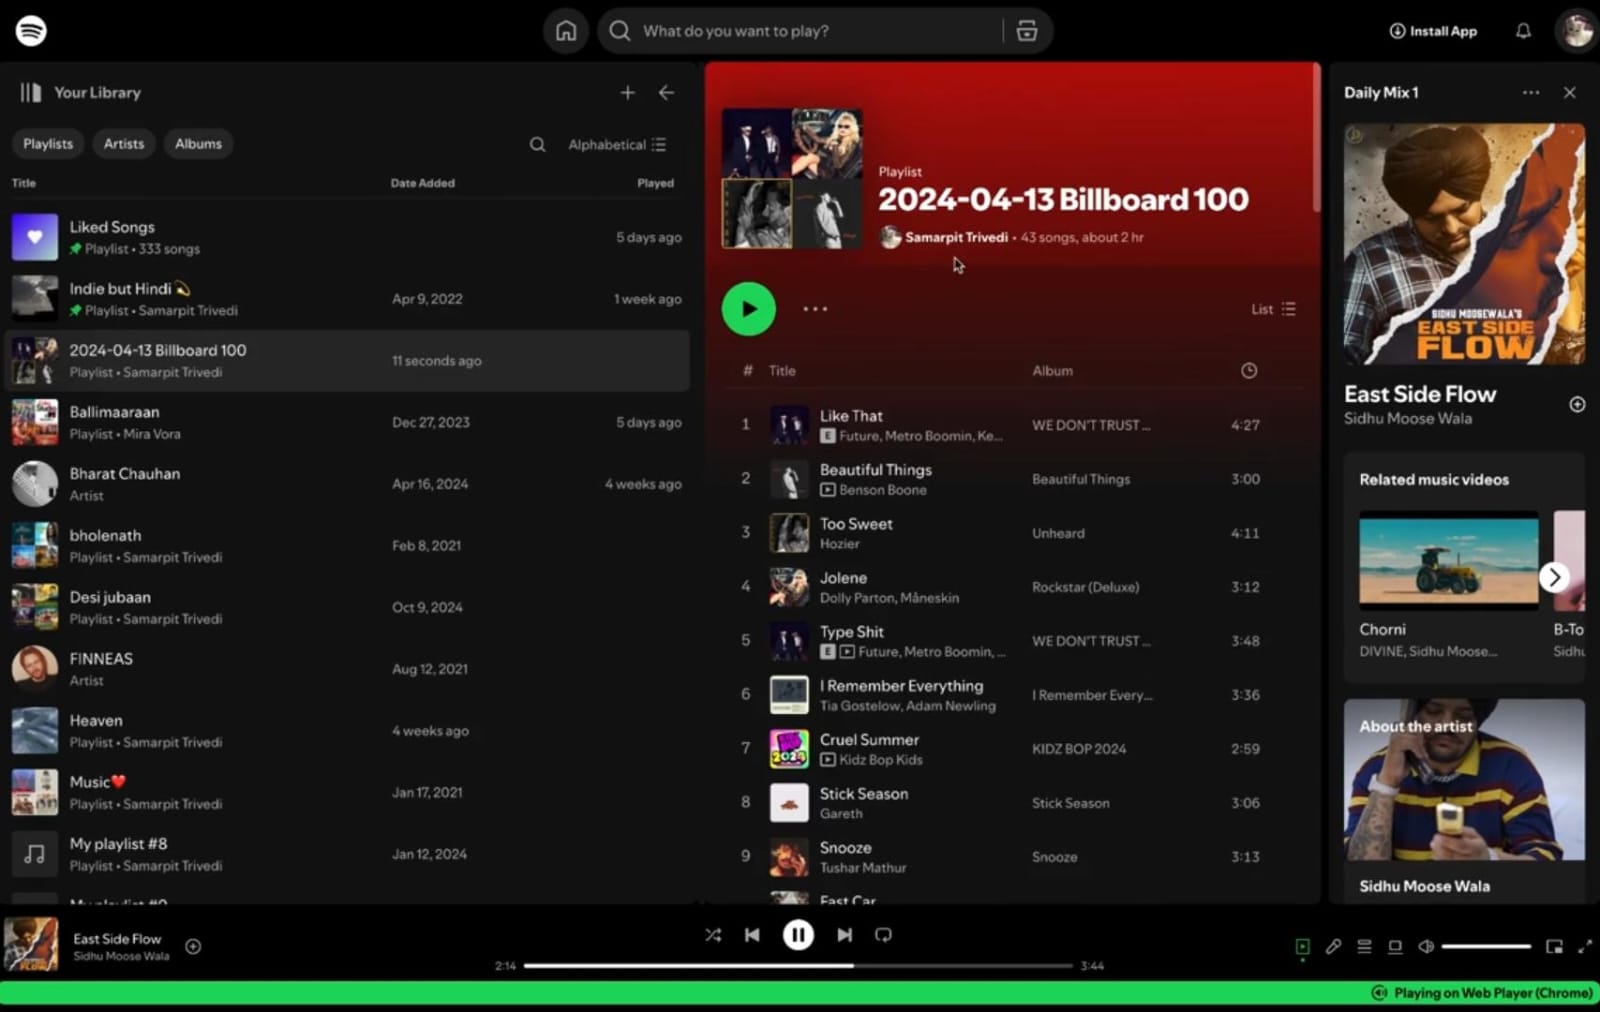 What do you want to play?
Install App
Your Library
Playlists
Artists
Albums
Alphabetical
Title
Date Added
Played
Liked Songs
Playlist • 333 songs
5 days ago
Indie but Hindi💫
Playlist • Samarpit Trivedi
Apr 9, 2022
1 week ago
2024-04-13 Billboard 100
Playlist • Samarpit Trivedi
11 seconds ago
Ballimaaraan
Playlist • Mira Vora
Dec 27, 2023
5 days ago
Bharat Chauhan
Artist
Apr 16, 2024
4 weeks ago
bholenath
Playlist • Samarpit Trivedi
Feb 8, 2021
Desi jubaan
Playlist • Samarpit Trivedi
Oct 9, 2024
FINNEAS
Artist
Aug 12, 2021
Heaven
Playlist • Samarpit Trivedi
4 weeks ago
Music❤️
Playlist • Samarpit Trivedi
Jan 17, 2021
My playlist #8
Playlist • Samarpit Trivedi
Jan 12, 2024
Playlist
2024-04-13 Billboard 100
Samarpit Trivedi • 43 songs, about 2 hr
List
# Title
Album
1
Like That
E Future, Metro Boomin, Ke...
WE DON'T TRUST ...
4:27
2
Beautiful Things
Benson Boone
Beautiful Things
3:00
3
Too Sweet
Hozier
Unheard
4:11
4
Jolene
Dolly Parton, Måneskin
Rockstar (Deluxe)
3:12
5
Type Shit
E Future, Metro Boomin, ...
WE DON'T TRUST ...
3:48
6
I Remember Everything
Tia Gostelow, Adam Newling
I Remember Every...
3:36
7
Cruel Summer
Kidz Bop Kids
KIDZ BOP 2024
2:59
8
Stick Season
Gareth
Stick Season
3:06
9
Snooze
Tushar Mathur
Snooze
3:13
Fast Car
Daily Mix 1
SIDHU MOOSEWALA'S
EAST SIDE
FLOW
East Side Flow
Sidhu Moose Wala
Related music videos
Chorni
DIVINE, Sidhu Moose...
B-To
Sidhu
About the artist
Sidhu Moose Wala
East Side Flow
Sidhu Moose Wala
2:14
3:44
Playing on Web Player (Chrome)